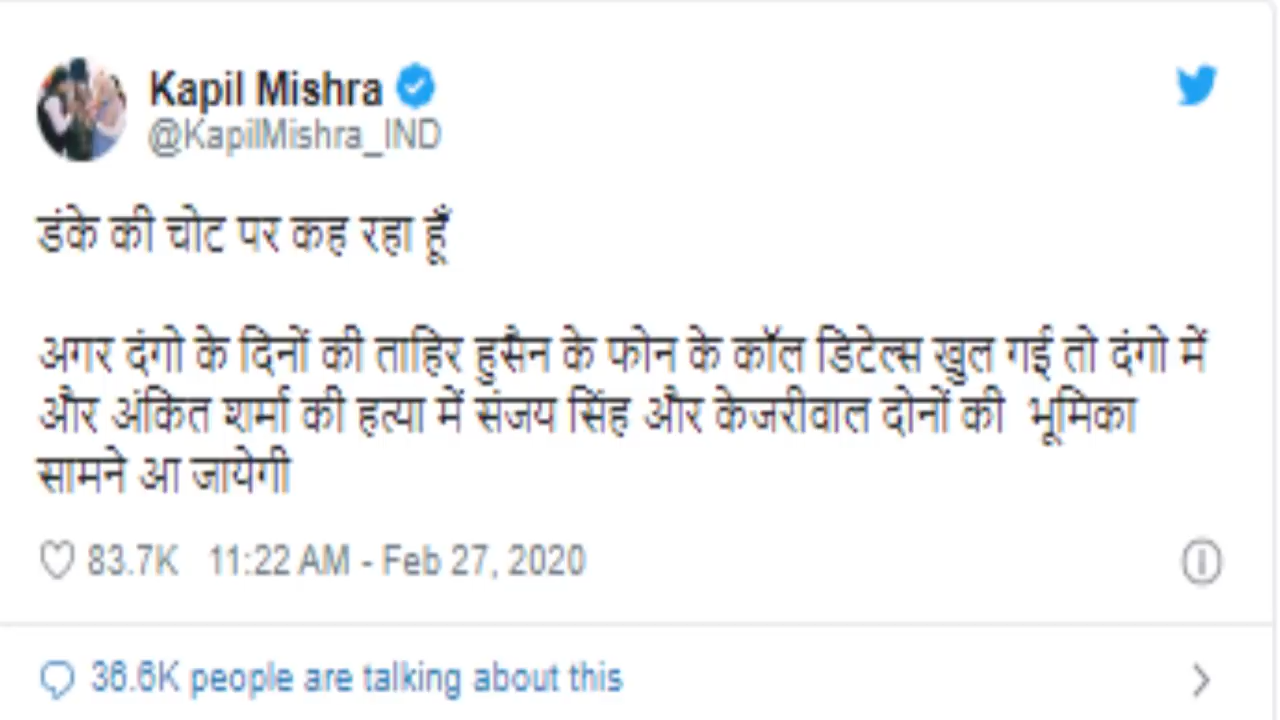 Kapil Mishra
@KapilMishra_IND
डंके की चोट पर कह रहा हूँ
अगर दंगो के दिनों की ताहिर हुसैन के फोन के कॉल डिटेल्स खुल गई तो दंगो में
और अंकित शर्मा की हत्या में संजय सिंह और केजरीवाल दोनों की भूमिका
सामने आ जायेगी
83.7K 11:22 AM - Feb 27, 2020
36.6K people are talking about this